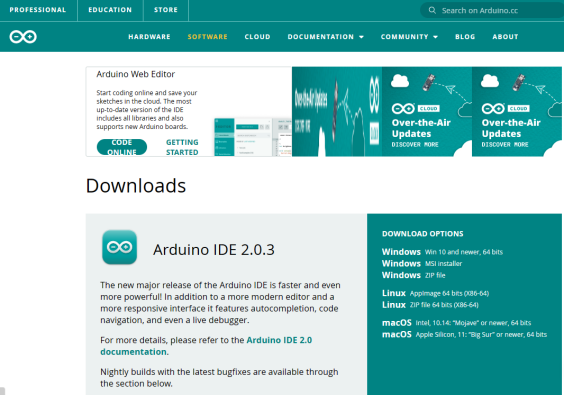 PROFESSIONAL EDUCATION STORE
Search on Arduino.cc
HARDWARE SOFTWARE CLOUD DOCUMENTATION COMMUNITY BLOG ABOUT
Arduino Web Editor
Start coding online and save your
sketches in the cloud. The most
up-to-date version of the IDE
includes all libraries and also
supports new Arduino boards.
CODE
ONLINE
GETTING
STARTED
Over-the-Air Updates
CLOUD
Over-the-Air
Updates
DISCOVER MORE
CLOUD
Over-the-Air
Updates
DISCOVER MORE
Downloads
Arduino IDE 2.0.3
The new major release of the Arduino IDE is faster and even
more powerful! In addition to a more modern editor and a
more responsive interface it features autocompletion, code
navigation, and even a live debugger.
For more details, please refer to the Arduino IDE 2.0
documentation.
Nightly builds with the latest bugfixes are available through
the section below.
DOWNLOAD OPTIONS
Windows Win 10 and newer, 64 bits
Windows MSI installer
Windows ZIP file
Linux AppImage 64 bits (X86-64)
Linux ZIP file 64 bits (X86-64)
macOS Intel, 10.14: "Mojave" or newer, 64 bits
macOS Apple Silicon, 11: "Big Sur" or newer, 64 bits